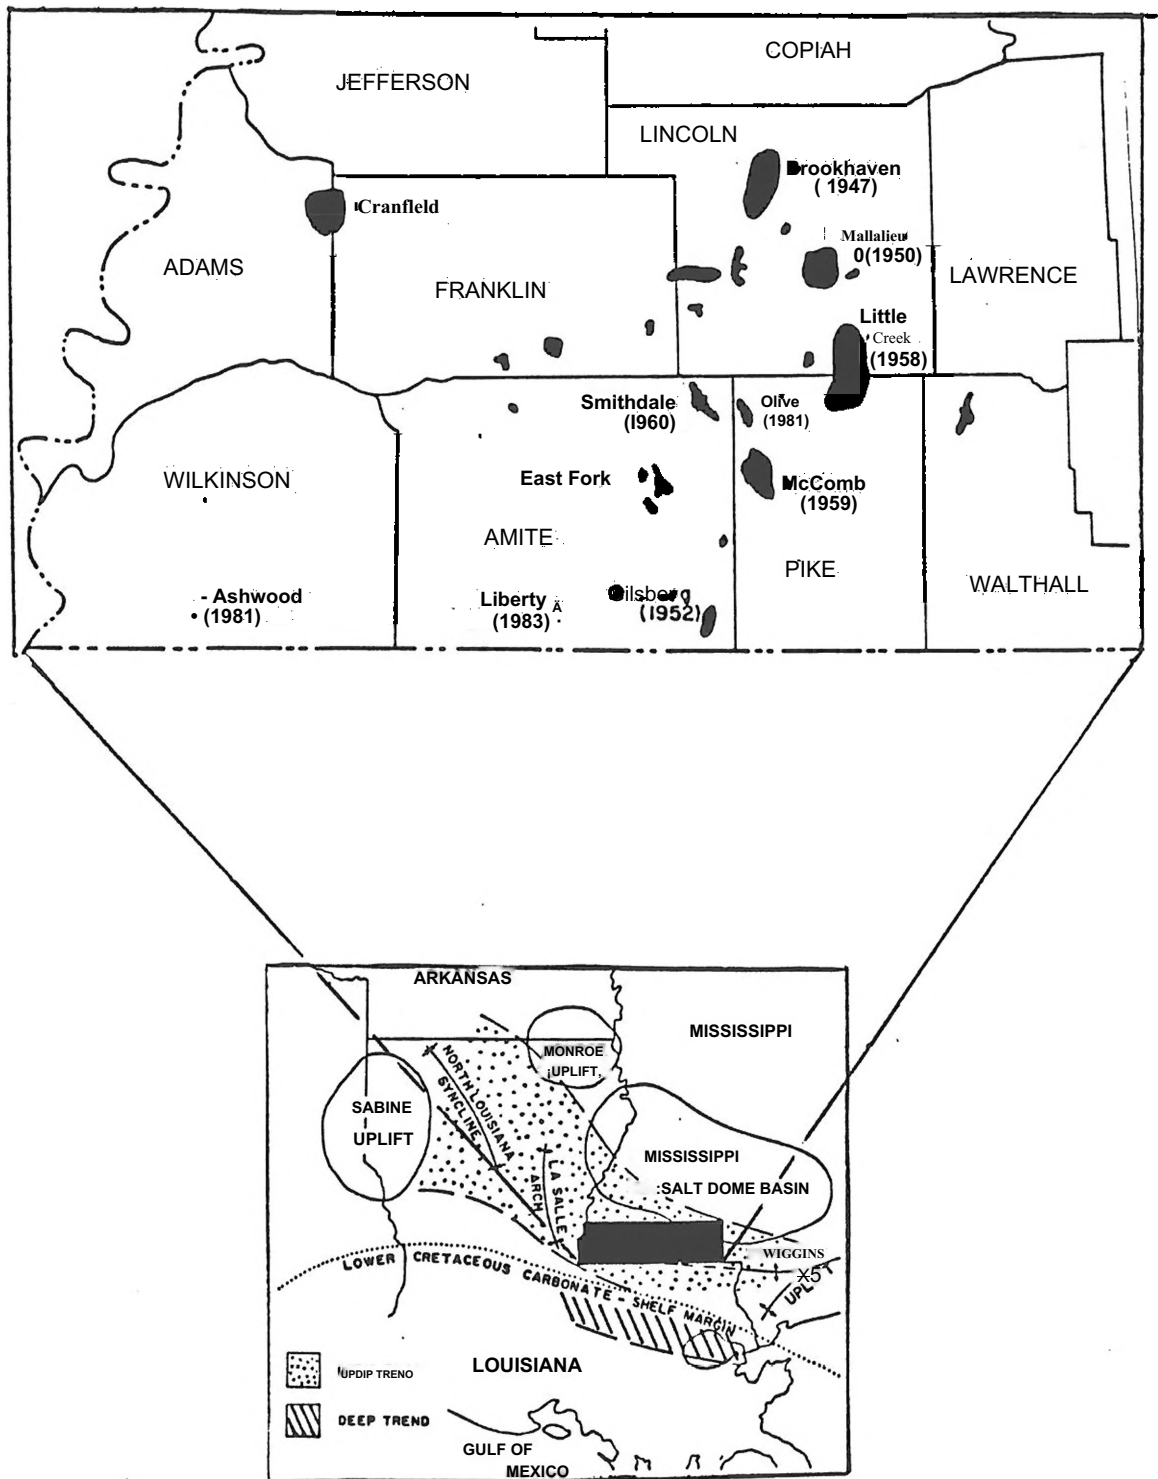 COPIAH
JEFFERSON
LINCOLN
Brookhaven
( 1947)
Cranfield
Mallalieu
0(1950)
ADAMS
FRANKLIN
LAWRENCE
Little
Creek
(1958)
Smithdale
(I960)
Olive
(1981)
WILKINSON
East Fork
McComb
(1959)
AMITE
PIKE
WALTHALL
- Ashwood
• (1981)
Liberty Ä
(1983)
(1952)
ARKANSAS
MISSISSIPPI
MONROE
¡UPLIFT,
NORTH LOUISIANA
SYNCLINE
SABINE
UPLIFT
LA SALLE
ARCH
MISSISSIPPI
:SALT DOME BASIN
WIGGINS
X5
UPL
LOWER CRETACEOUS CARBONATE - SHELF MARGIN
UPDIP TRENO
LOUISIANA
DEEP TREND
GULF OF
MEXICO